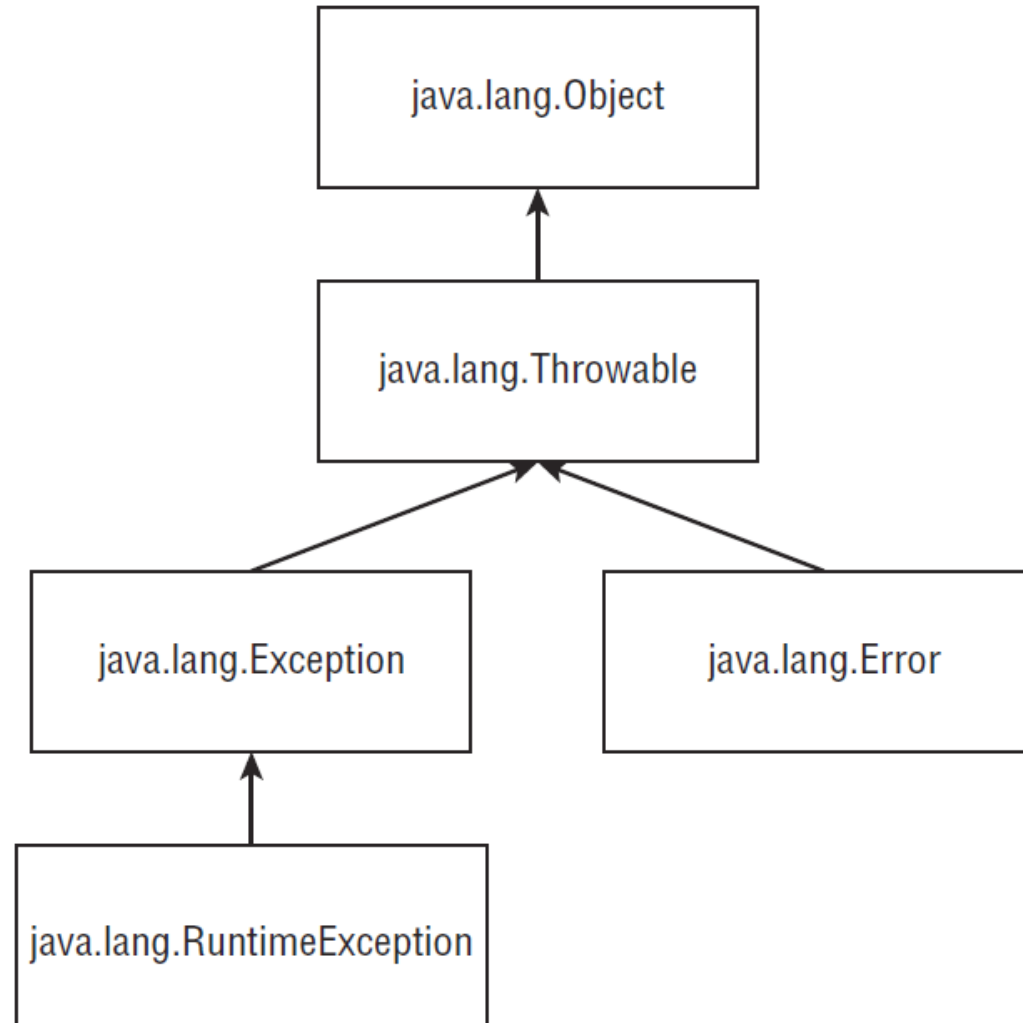 java.lang.Object
java.lang.Throwable
java.lang.Exception
java.lang.Error
java.lang.RuntimeException